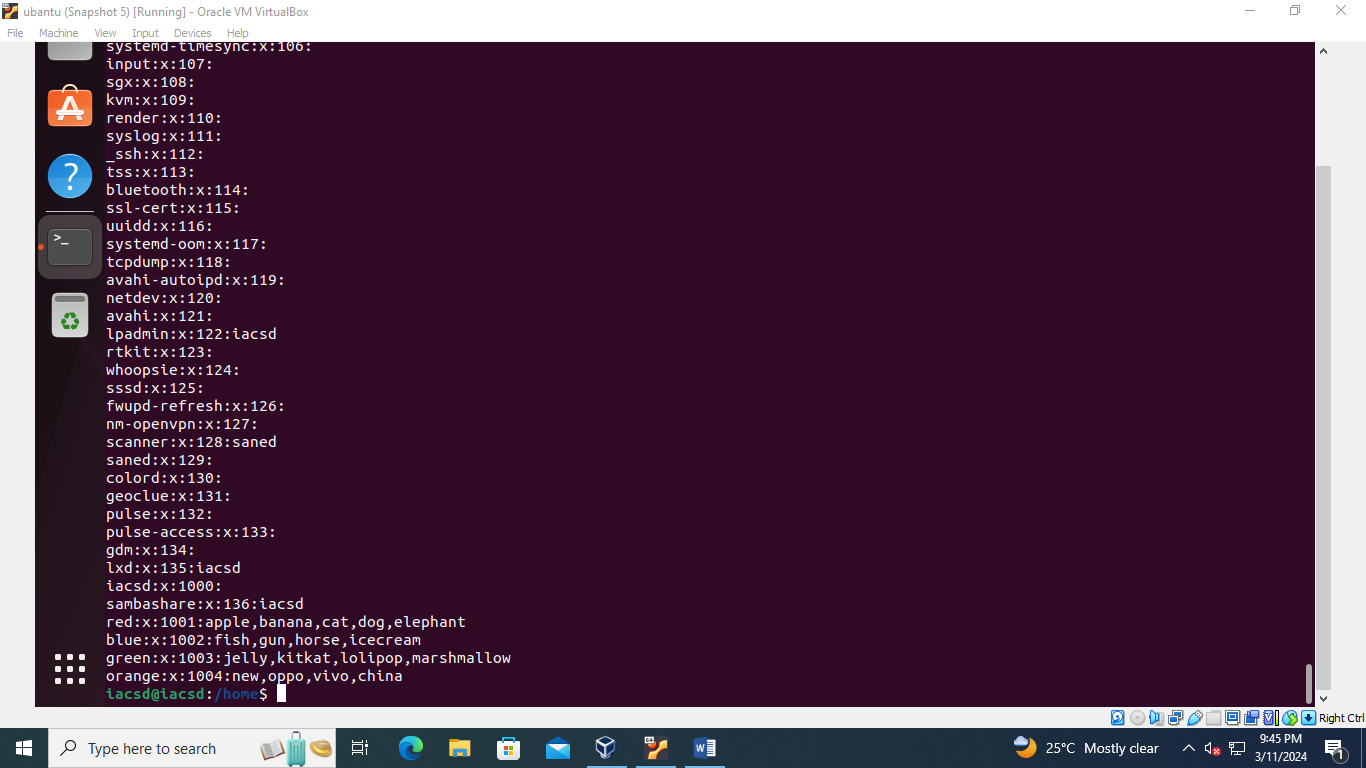 ubantu (Snapshot 5) [Running] - Oracle VM VirtualBox
File Machine View Input Devices Help
systemd-timesync:x:106:
input:x:107:
sgx:x:108:
kvm:x:109:
render:x:110:
syslog:x:111:
_ssh:x:112:
tss:x:113:
bluetooth:x:114:
ssl-cert:x:115:
uuidd:x:116:
systemd-oom:x:117:
tcpdump:x:118:
avahi-autoipd:x:119:
netdev:x:120:
avahi:x:121:
lpadmin:x:122:iacsd
rtkit:x:123:
whoopsie:x:124:
sssd:x:125:
fwupd-refresh:x:126:
nm-openvpn:x:127:
scanner:x:128:saned
saned:x:129:
colord:x:130:
geoclue:x:131:
pulse:x:132:
pulse-access:x:133:
gdm:x:134:
lxd:x:135:iacsd
iacsd:x:1000:
sambashare:x:136:iacsd
red:x:1001:apple,banana,cat,dog,elephant
blue:x:1002:fish,gun,horse,icecream
green:x:1003:jelly,kitkat,lolipop,marshmallow
orange:x:1004:new,oppo,vivo,china
iacsd@iacsd:/home$
Right Ctrl
Type here to search
25°C Mostly clear
9:45 PM
3/11/2024
1